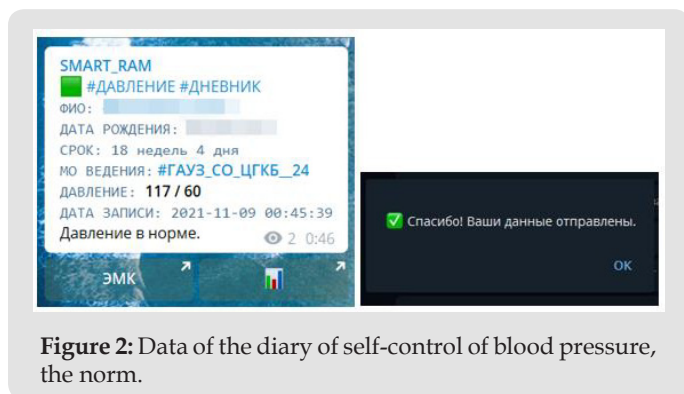 SMART_RAM
#ДАВЛЕНИЕ #ДНЕВНИК
ФИО:
ДАТА РОЖДЕНИЯ:
СРОК: 18 недель 4 дня
МО ВЕДЕНИЯ: #ГАУЗ_СО_ЦГКБ__24
ДАВЛЕНИЕ: 117 / 60
ДАТА ЗАПИСИ: 2021-11-09 00:45:39
Давление в норме. 2 0:46
ЭМК
Спасибо! Ваши данные отправлены.
ОК
Figure 2: Data of the diary of self-control of blood pressure,
the norm.